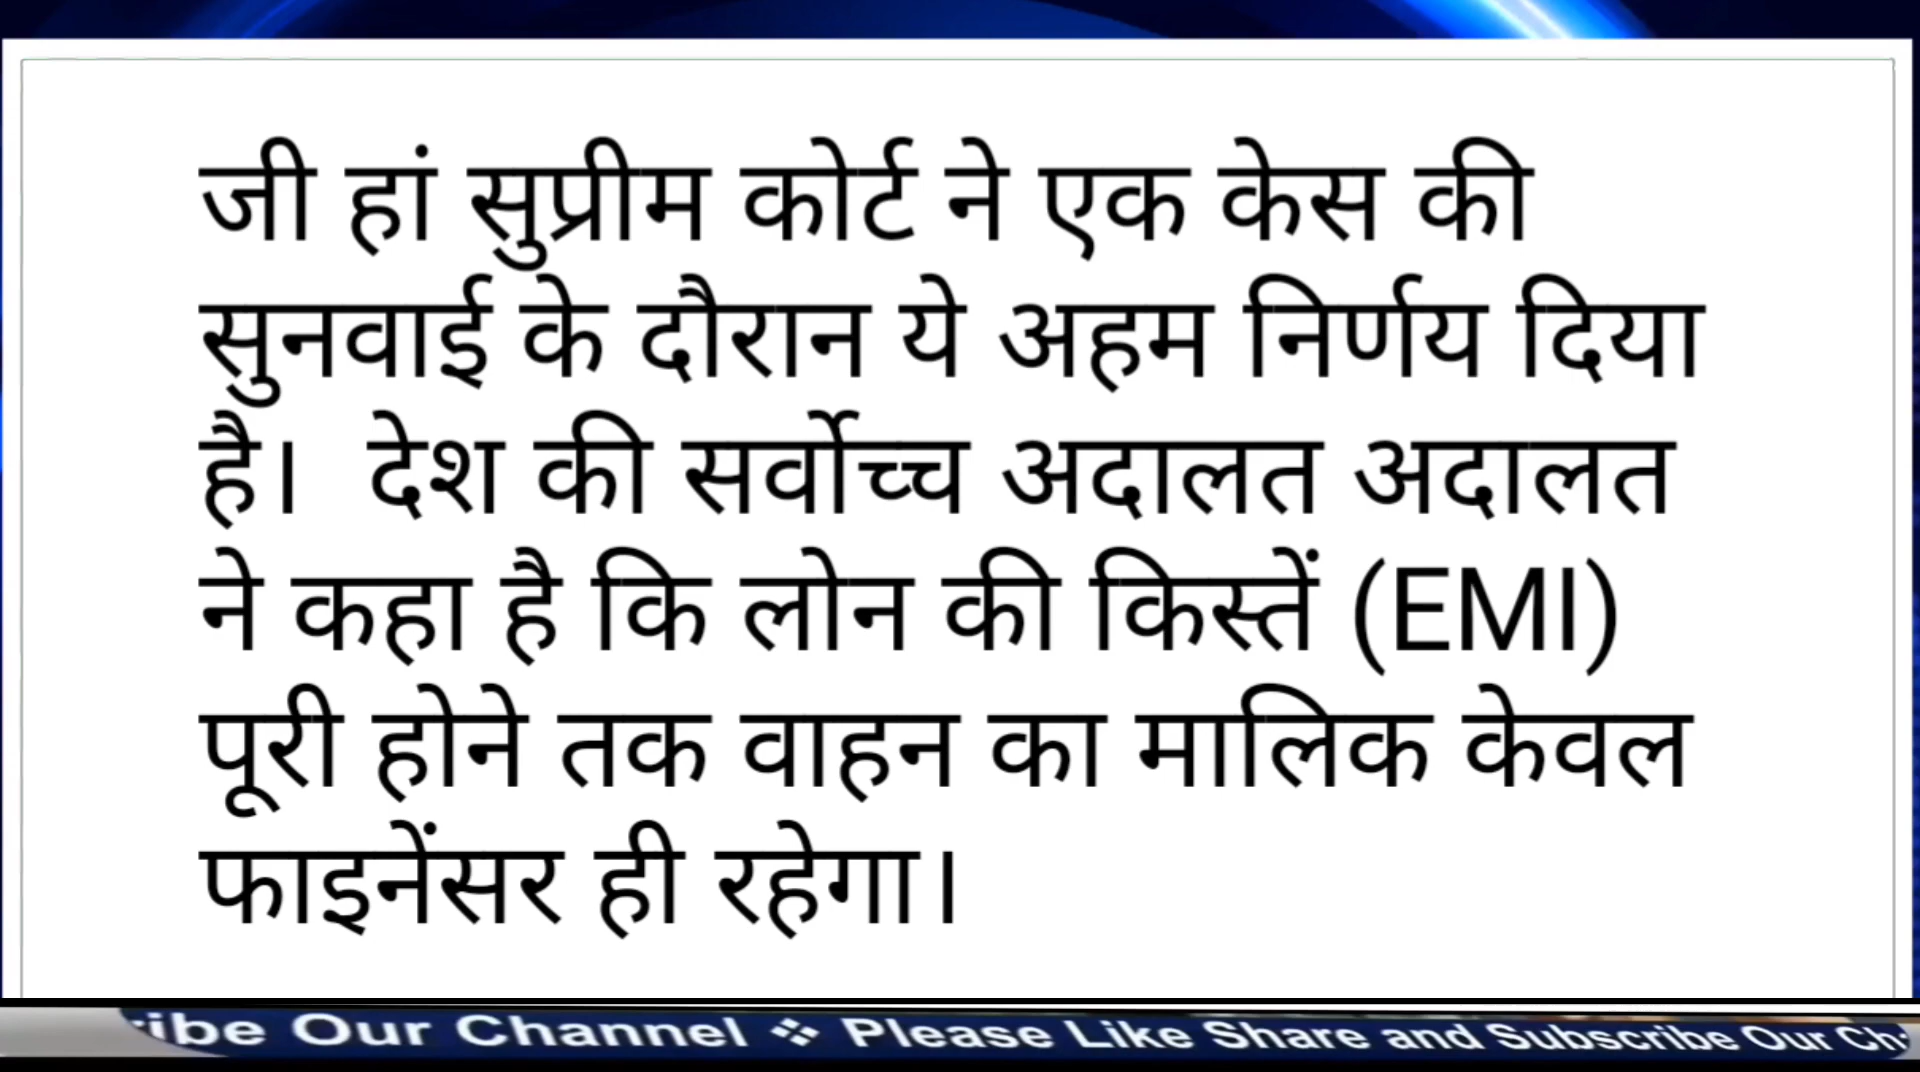 जी हां सुप्रीम कोर्ट ने एक केस की
सुनवाई के दौरान ये अहम निर्णय दिया
है।  देश की सर्वोच्च अदालत अदालत
ने कहा है कि लोन की किस्तें (EMI)
पूरी होने तक वाहन का मालिक केवल
फाइनेंसर ही रहेगा।
ibe Our Channel ❖ Please Like Share and Subscribe Our Ch